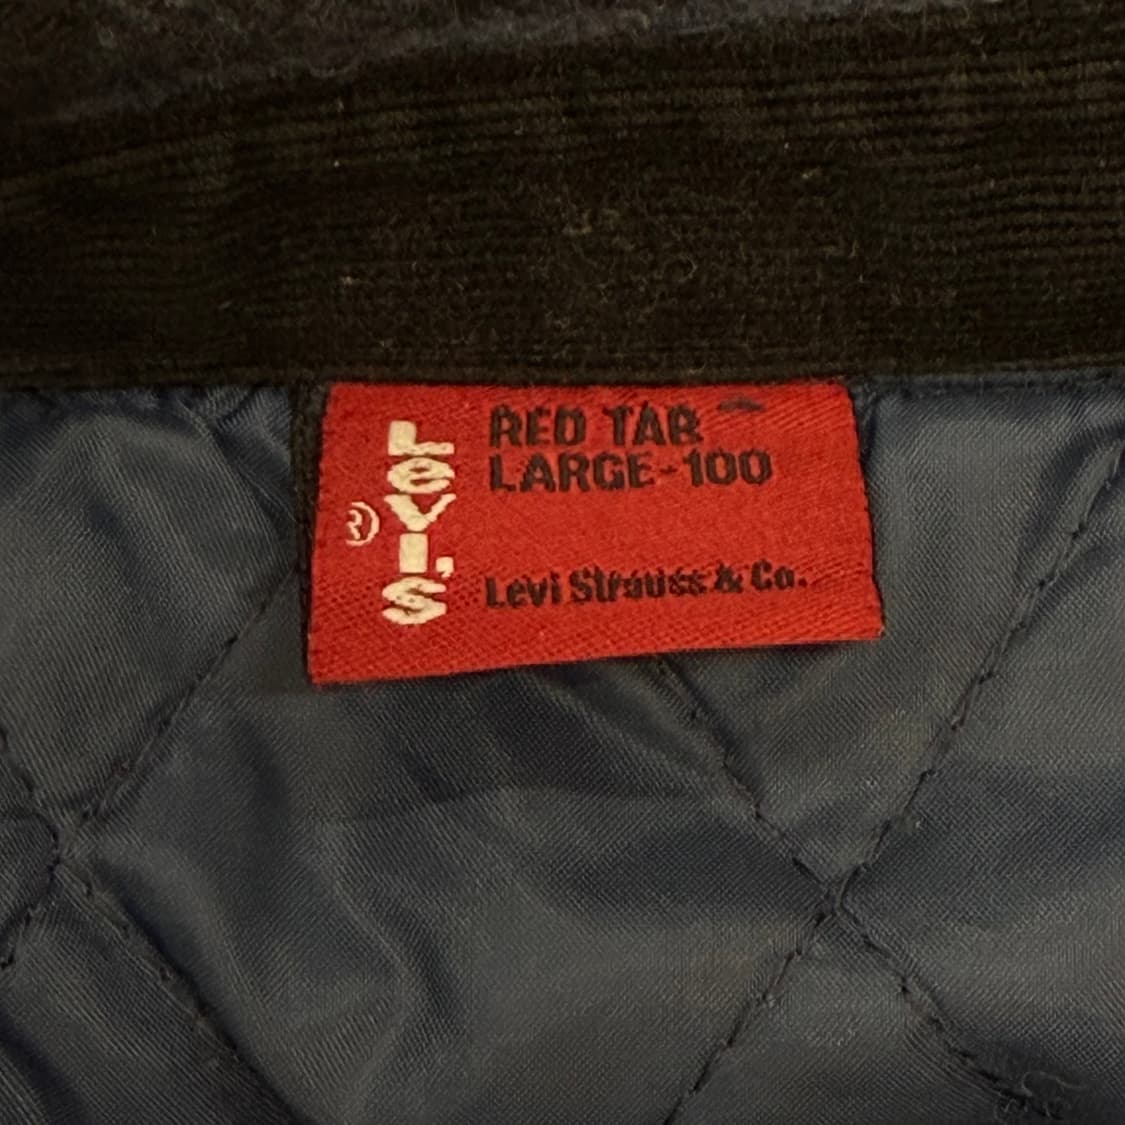 Levi's
®
RED TAB
LARGE-100
Levi Strauss & Co.